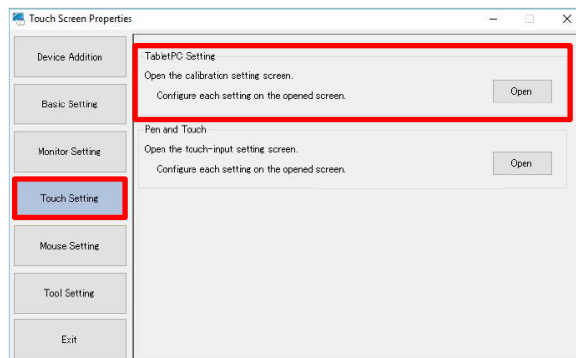 Touch Screen Properties
Device Addition
Basic Setting
Monitor Setting
Touch Setting
Mouse Setting
Tool Setting
Exit
TabletPC Setting
Open the calibration setting screen.
Configure each setting on the opened screen.
Open
Pen and Touch
Open the touch-input setting screen.
Configure each setting on the opened screen.
Open